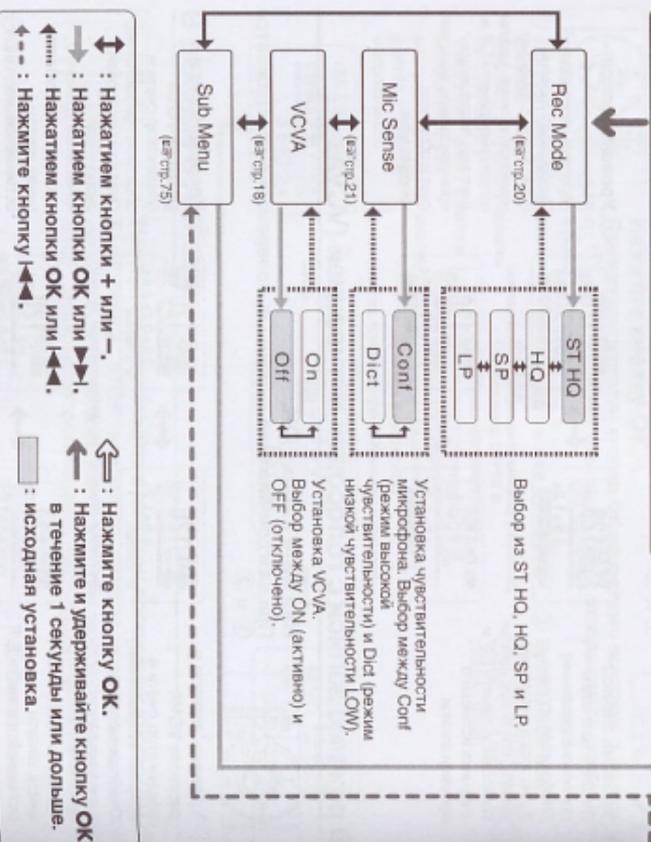 Rec Mode
(☞стр.20)
ST HQ
HQ
SP
LP
Выбор из ST HQ, HQ, SP и LP.
Mic Sense
(☞стр.21)
Conf
Dict
Установка чувствительности
микрофона. Выбор между Conf
(режим высокой
чувствительности) и Dict (режим
низкой чувствительности LOW).
VCVA
(☞стр.18)
On
Off
Установка VCVA.
Выбор между ON (активно) и
OFF (отключено).
Sub Menu
(☞стр.75)
: Нажатием кнопки + или –.
: Нажатием кнопки OK или ▶▶I.
: Нажатием кнопки OK или I◀◀.
: Нажмите кнопку I◀◀.
: Нажмите кнопку OK.
: Нажмите и удерживайте кнопку OK
в течение 1 секунды или дольше.
: исходная установка.